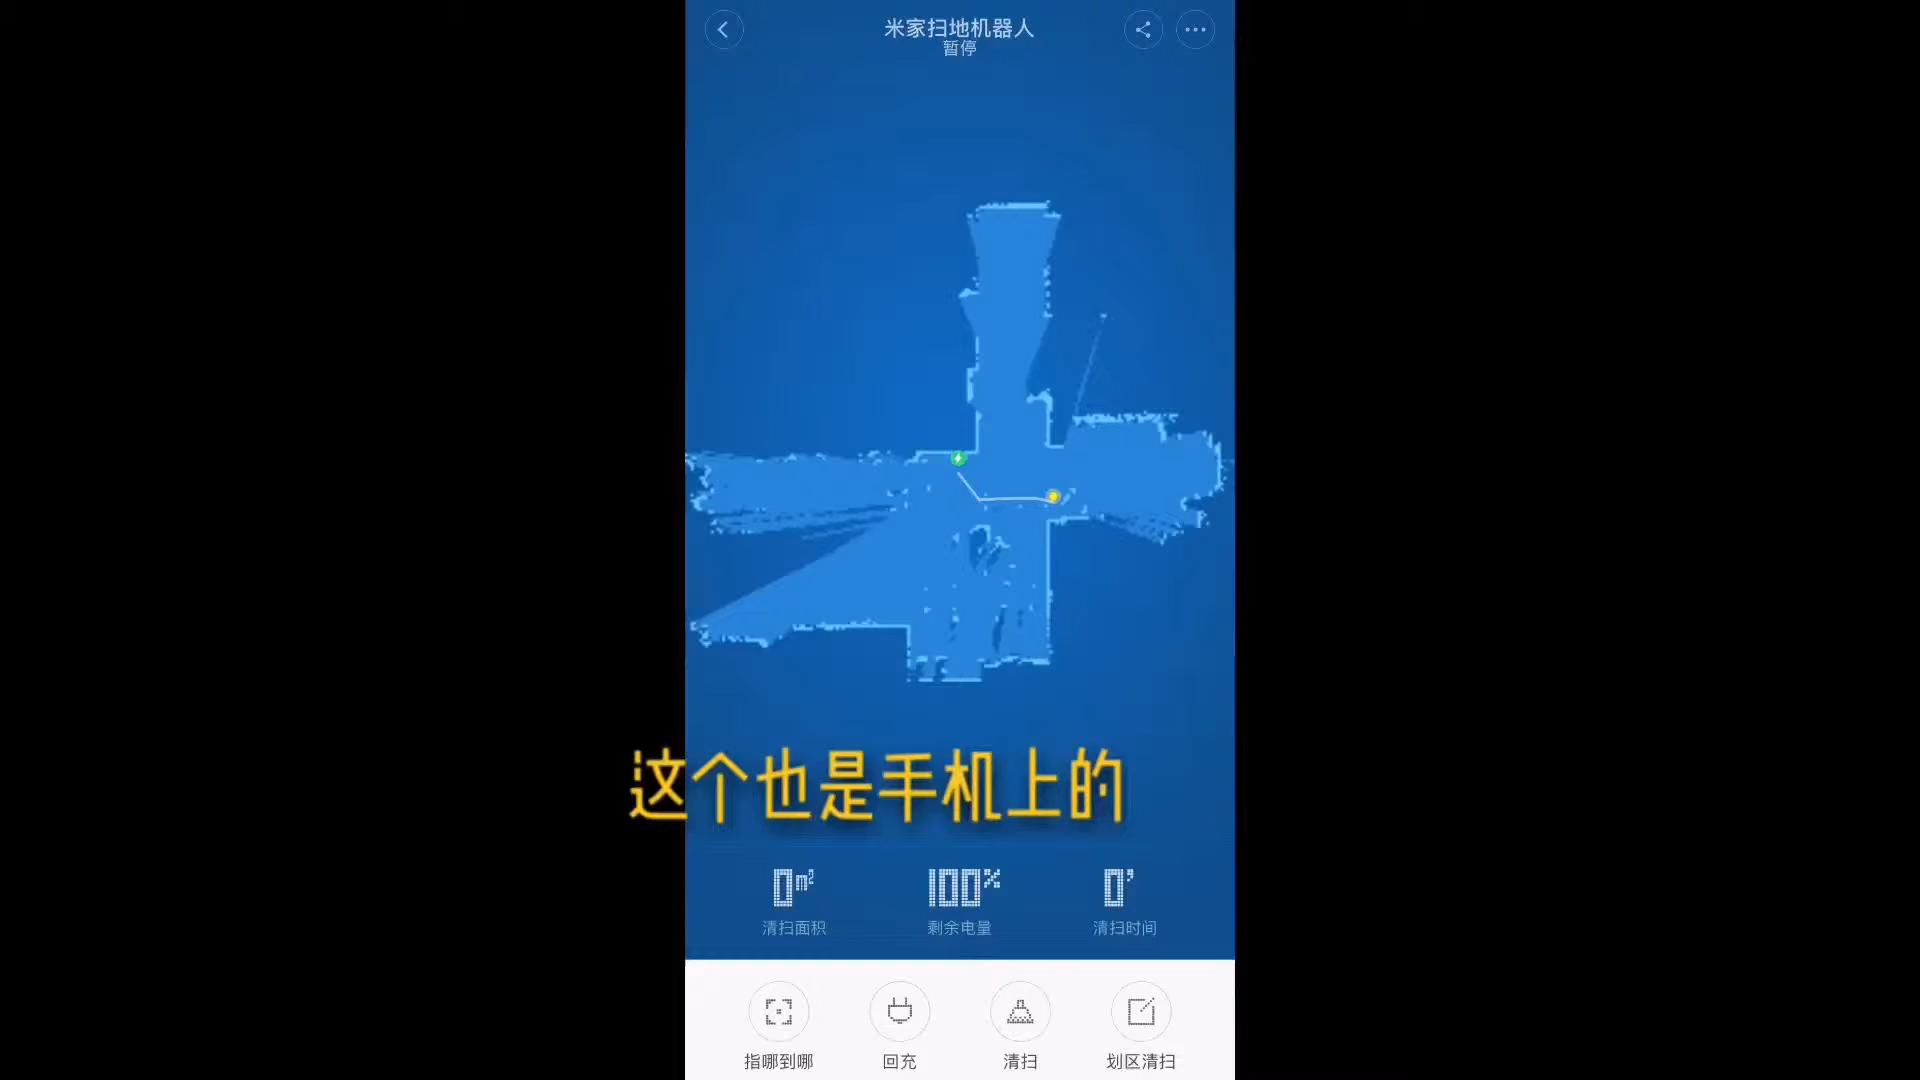 米家扫地机器人
暂停
这个也是手机上的
0m² 100% 0'
清扫面积 剩余电量 清扫时间
指哪到哪 回充 清扫 划区清扫